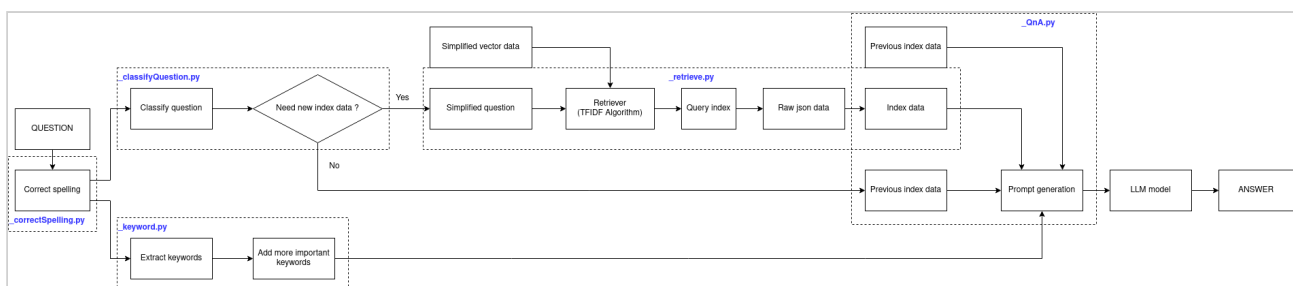 _QnA.py
Simplified vector data
Previous index data
_classifyQuestion.py
_retrieve.py
Classify question
Need new index data ?
Yes
Simplified question
Retriever
(TFIDF Algorithm)
Query index
Raw json data
Index data
QUESTION
No
Correct spelling
Previous index data
Prompt generation
LLM model
ANSWER
_correctSpelling.py
_keyword.py
Extract keywords
Add more important
keywords